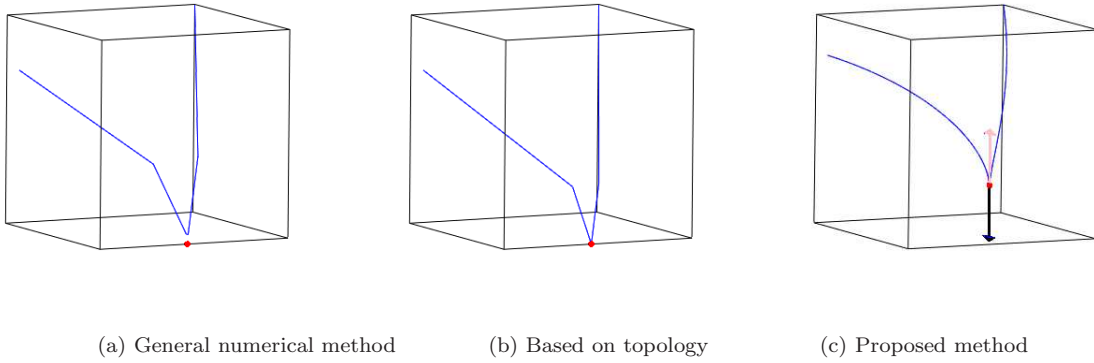 (a) General numerical method
(b) Based on topology
(c) Proposed method